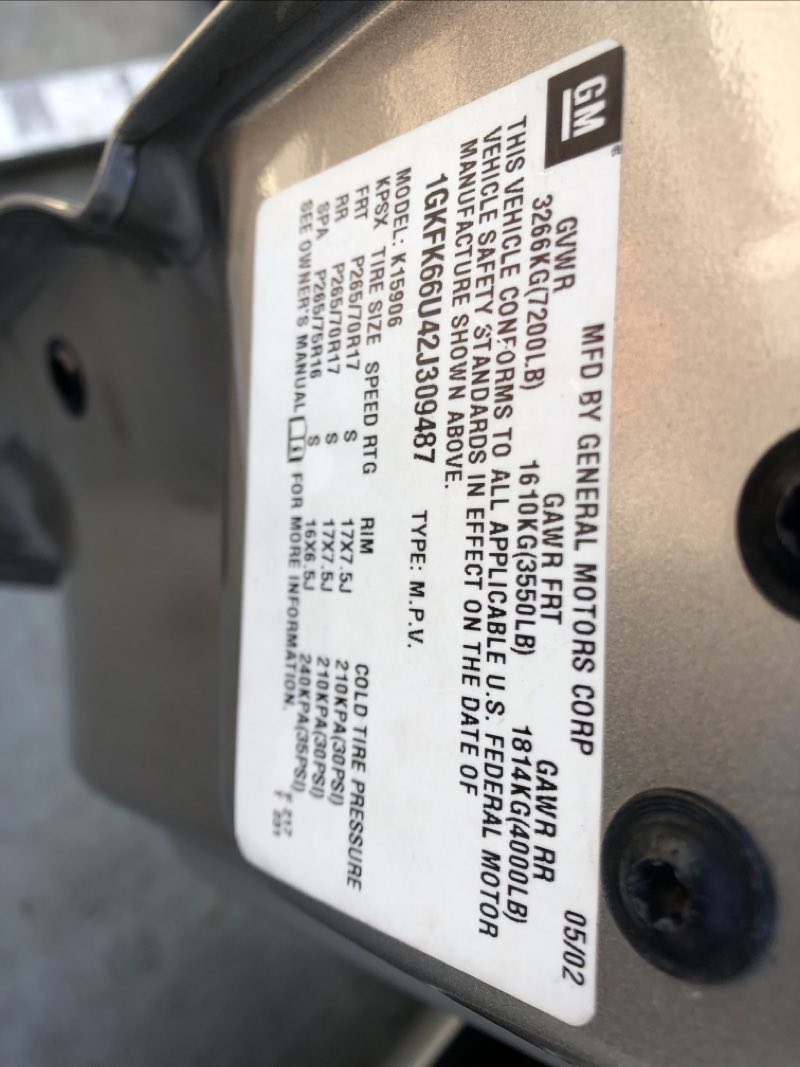 GM
MFD BY GENERAL MOTORS CORP 05/02
GVWR GAWR FRT GAWR RR
3266KG(7200LB) 1610KG(3550LB) 1814KG(4000LB)
THIS VEHICLE CONFORMS TO ALL APPLICABLE U.S. FEDERAL MOTOR
VEHICLE SAFETY STANDARDS IN EFFECT ON THE DATE OF
MANUFACTURE SHOWN ABOVE.
1GKFK66U42J309487 TYPE: M.P.V.
MODEL: K15906
KPSX TIRE SIZE SPEED RTG RIM COLD TIRE PRESSURE
FRT P265/70R17 S 17X7.5J 210KPA(30PSI)
RR P265/70R17 S 17X7.5J 210KPA(30PSI)
SPA P265/75R16 S 16X6.5J 240KPA(35PSI)
SEE OWNER'S MANUAL FOR MORE INFORMATION.